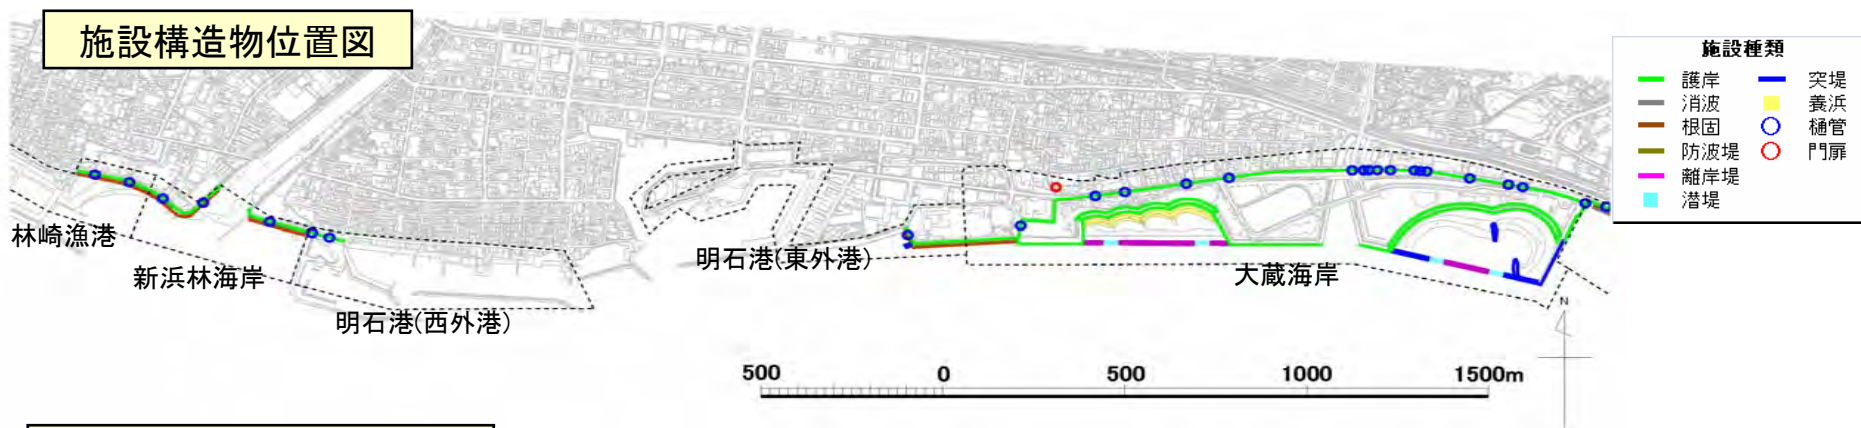 施設構造物位置図
施設種類
護岸
突堤
消波
養浜
根固
樋管
防波堤
門扉
離岸堤
潜堤
林崎漁港
新浜林海岸
明石港(西外港)
明石港(東外港)
大蔵海岸
N
500 0 500 1000 1500m